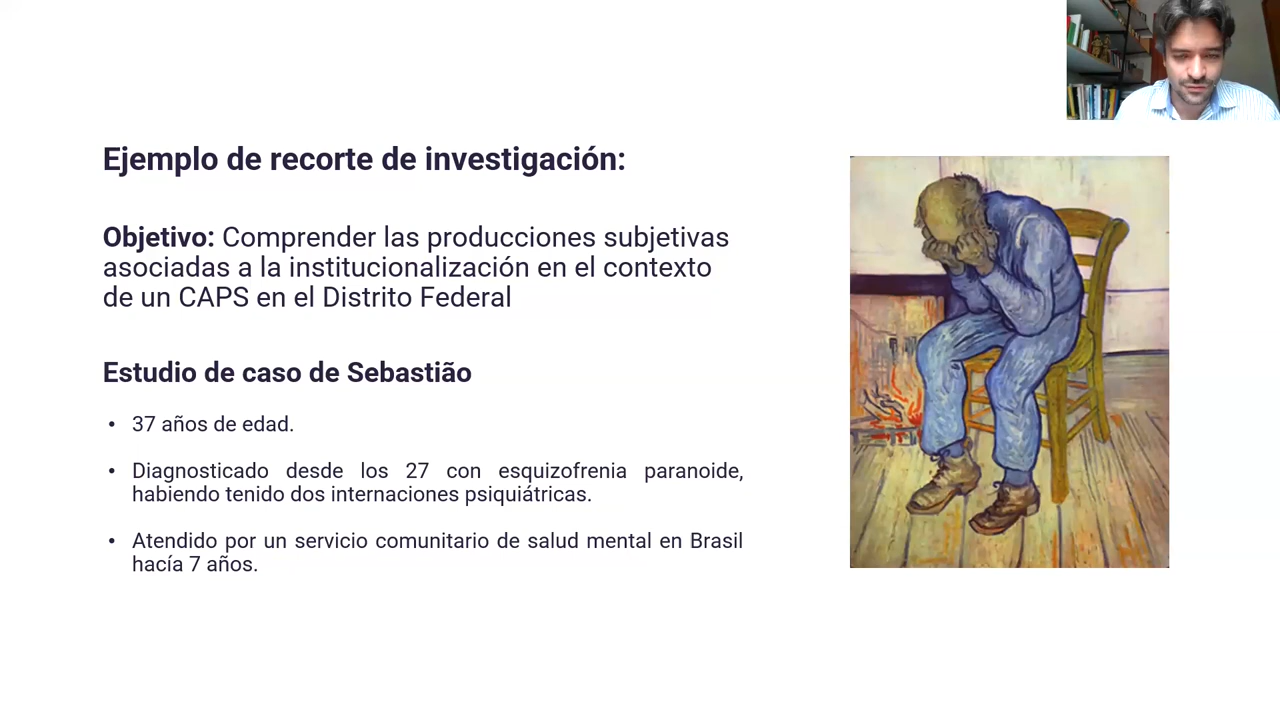 Ejemplo de recorte de investigación:
Objetivo: Comprender las producciones subjetivas
asociadas a la institucionalización en el contexto
de un CAPS en el Distrito Federal
Estudio de caso de Sebastião
• 37 años de edad.
• Diagnosticado desde los 27 con esquizofrenia paranoide,
habiendo tenido dos internaciones psiquiátricas.
• Atendido por un servicio comunitario de salud mental en Brasil
hacía 7 años.